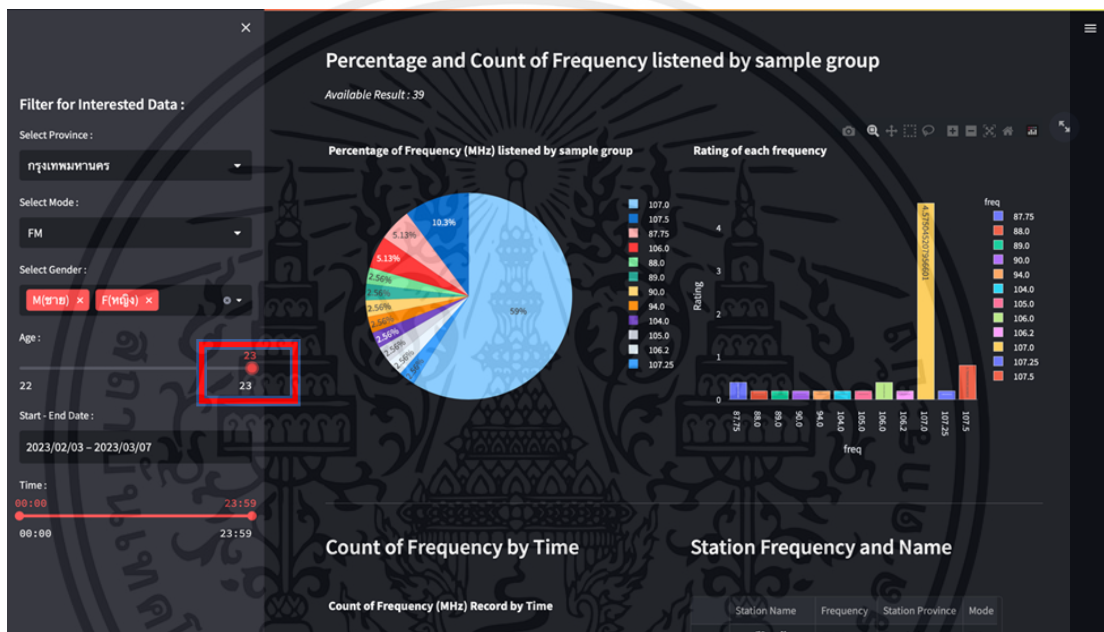 ×
Filter for Interested Data :
Select Province :
กรุงเทพมหานคร
Select Mode :
FM
Select Gender :
M(ชาย) × F(หญิง) ×
Age :
23
22 23
Start - End Date :
2023/02/03 – 2023/03/07
Time :
00:00 23:59
00:00 23:59
Percentage and Count of Frequency listened by sample group
Available Result : 39
Percentage of Frequency (MHz) listened by sample group
10.3%
5.13%
5.13%
2.56%
2.56%
2.56%
2.56%
2.56%
2.56%
2.56%
2.56%
59%
107.0
107.5
87.75
106.0
88.0
89.0
90.0
94.0
104.0
105.0
106.2
107.25
Rating of each frequency
Rating
4
3
2
1
0
87.75
88.0
89.0
90.0
94.0
104.0
105.0
106.0
106.2
107.0
107.25
107.5
freq
freq
87.75
88.0
89.0
90.0
94.0
104.0
105.0
106.0
106.2
107.0
107.25
107.5
Count of Frequency by Time
Count of Frequency (MHz) Record by Time
Station Frequency and Name
Station Name Frequency Station Province Mode